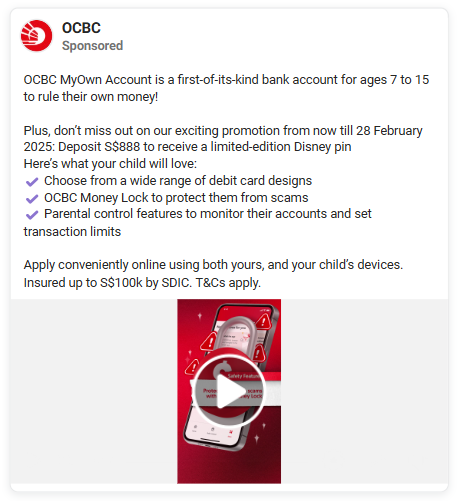 OCBC
Sponsored
OCBC MyOwn Account is a first-of-its-kind bank account for ages 7 to 15
to rule their own money!
Plus, don't miss out on our exciting promotion from now till 28 February
2025: Deposit S$888 to receive a limited-edition Disney pin
Here's what your child will love:
Choose from a wide range of debit card designs
OCBC Money Lock to protect them from scams
Parental control features to monitor their accounts and set
transaction limits
Apply conveniently online using both yours, and your child's devices.
Insured up to S$100k by SDIC. T&Cs apply.
Safety Feature